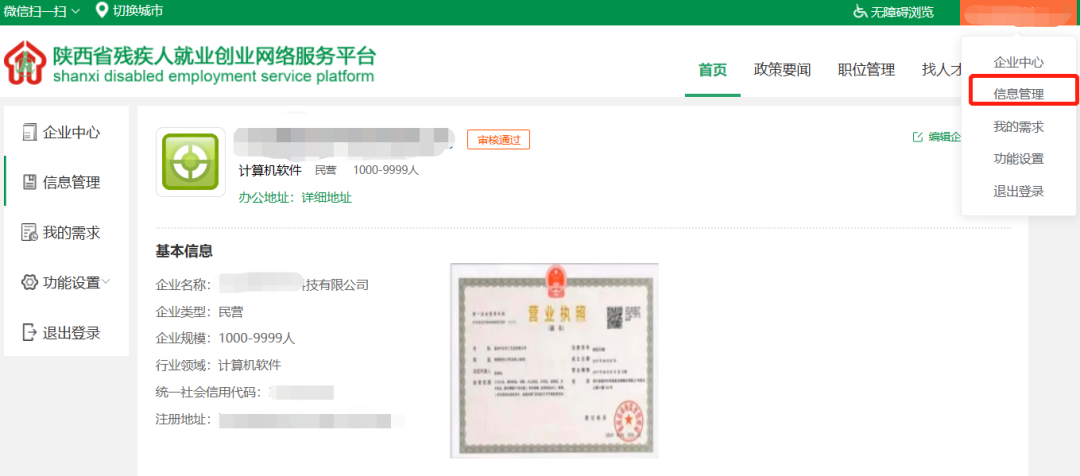 微信扫一扫 切换城市 无障碍浏览
陕西省残疾人就业创业网络服务平台
shanxi disabled employment service platform
首页 政策要闻 职位管理 找人才
企业中心
信息管理
我的需求
功能设置
退出登录
企业中心
信息管理
我的需求
功能设置
退出登录
审核通过
编辑企
计算机软件 民营 1000-9999人
办公地址：详细地址
基本信息
企业名称： 技有限公司
企业类型：民营
企业规模：1000-9999人
行业领域：计算机软件
统一社会信用代码：
注册地址：
营业执照